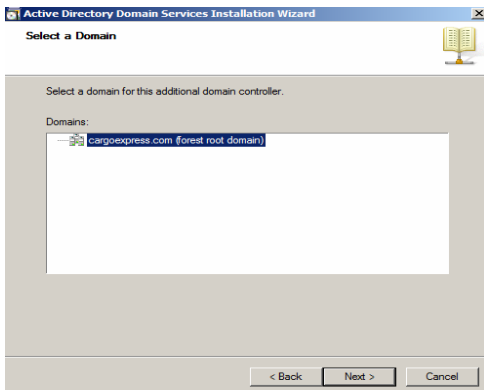 Active Directory Domain Services Installation Wizard
Select a Domain
Select a domain for this additional domain controller.
Domains:
cargoexpress.com (forest root domain)
< Back Next > Cancel